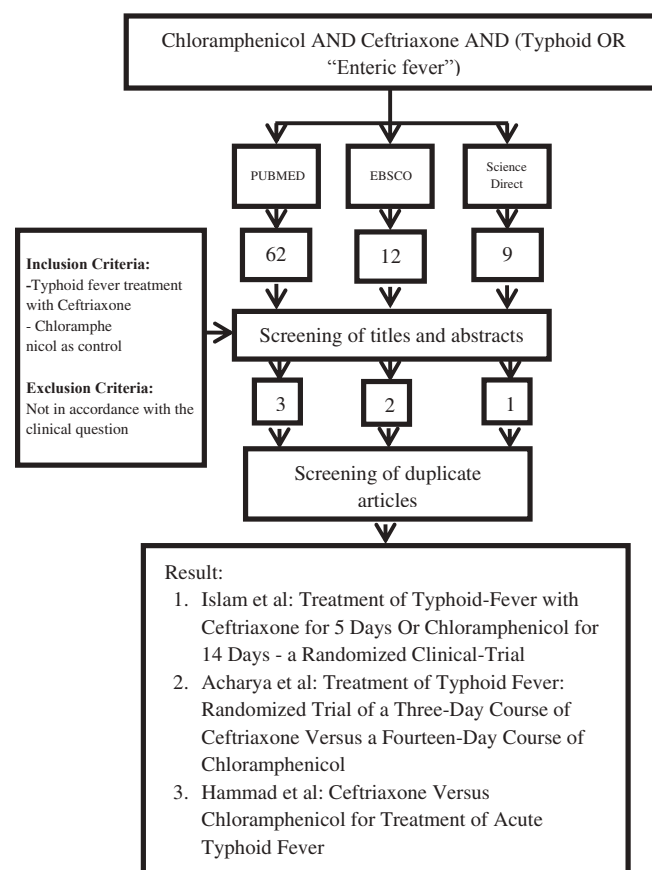 Chloramphenicol AND Ceftriaxone AND (Typhoid OR
“Enteric fever”)
PUBMED
EBSCO
Science
Direct
62
12
9
Inclusion Criteria:
-Typhoid fever treatment
with Ceftriaxone
- Chloramphe
nicol as control
Exclusion Criteria:
Not in accordance with the
clinical question
Screening of titles and abstracts
3
2
1
Screening of duplicate
articles
Result:
1. Islam et al: Treatment of Typhoid-Fever with
Ceftriaxone for 5 Days Or Chloramphenicol for
14 Days - a Randomized Clinical-Trial
2. Acharya et al: Treatment of Typhoid Fever:
Randomized Trial of a Three-Day Course of
Ceftriaxone Versus a Fourteen-Day Course of
Chloramphenicol
3. Hammad et al: Ceftriaxone Versus
Chloramphenicol for Treatment of Acute
Typhoid Fever